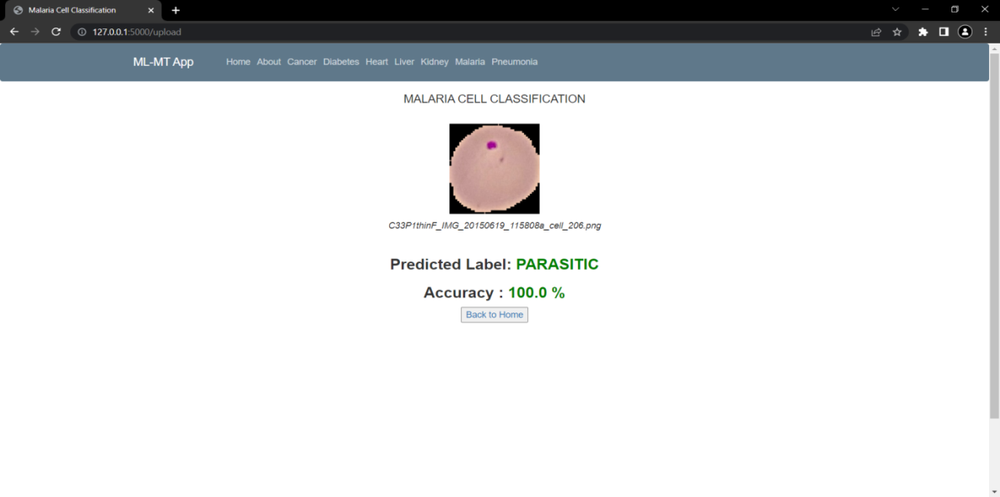 Malaria Cell Classification
127.0.0.1:5000/upload
ML-MT App Home About Cancer Diabetes Heart Liver Kidney Malaria Pneumonia
MALARIA CELL CLASSIFICATION
C33P1thinF_IMG_20150619_115808a_cell_206.png
Predicted Label: PARASITIC
Accuracy : 100.0 %
Back to Home